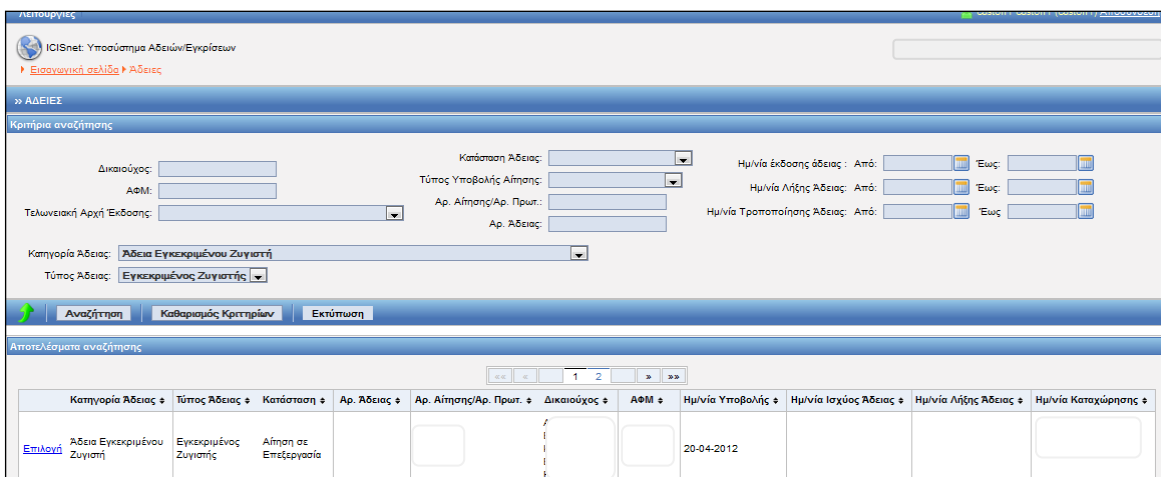 Λειτουργίες
custom1 custom1 (custom1) Αποσύνδεση
ICISnet: Υποσύστημα Αδειών/Εγκρίσεων
Εισαγωγική σελίδα Άδειες
» ΑΔΕΙΕΣ
Κριτήρια αναζήτησης
Δικαιούχος:
ΑΦΜ:
Τελωνειακή Αρχή Έκδοσης:
Κατάσταση Άδειας:
Τύπος Υποβολής Αίτησης:
Αρ. Αίτησης/Αρ. Πρωτ.:
Αρ. Άδειας:
Ημ/νία έκδοσης άδειας : Από: Έως:
Ημ/νία Λήξης Άδειας: Από: Έως:
Ημ/νία Τροποποίησης Άδειας: Από: Έως
Κατηγορία Άδειας: Άδεια Εγκεκριμένου Ζυγιστή
Τύπος Άδειας: Εγκεκριμένος Ζυγιστής
Αναζήτηση Καθαρισμός Κριτηρίων Εκτύπωση
Αποτελέσματα αναζήτησης
«« « 1 2 » »»
Κατηγορία Άδειας Τύπος Άδειας Κατάσταση Αρ. Άδειας Αρ. Αίτησης/Αρ. Πρωτ. Δικαιούχος ΑΦΜ Ημ/νία Υποβολής Ημ/νία Ισχύος Άδειας Ημ/νία Λήξης Άδειας Ημ/νία Καταχώρησης
Επιλογή Άδεια Εγκεκριμένου Εγκεκριμένος Αίτηση σε 20-04-2012
Ζυγιστή Ζυγιστής Επεξεργασία